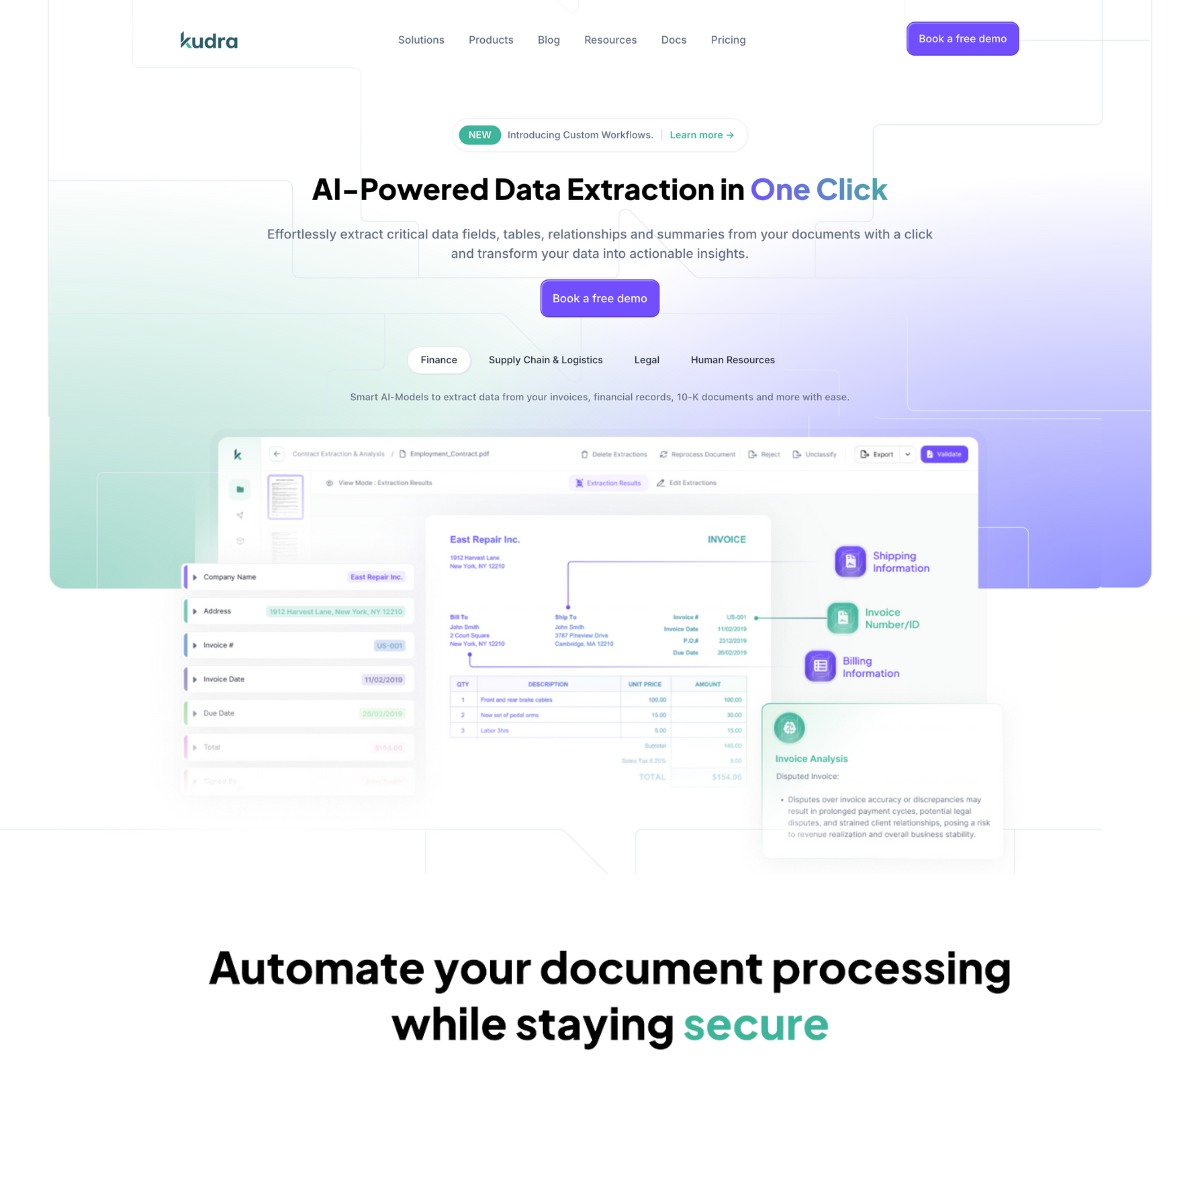 kudra
Solutions Products Blog Resources Docs Pricing
Book a free demo
NEW Introducing Custom Workflows. Learn more →
AI-Powered Data Extraction in One Click
Effortlessly extract critical data fields, tables, relationships and summaries from your documents with a click
and transform your data into actionable insights.
Book a free demo
Finance Supply Chain & Logistics Legal Human Resources
Smart AI-Models to extract data from your invoices, financial records, 10-K documents and more with ease.
Contract Extraction & Analysis / Employment_Contract.pdf
Delete Extractions Reprocess Document Reject Unclassify Export Validate
View Mode : Extraction Results
Extraction Results Edit Extractions
Company Name East Repair Inc.
Address 1912 Harvest Lane, New York, NY 12210
Invoice # US-001
Invoice Date 11/02/2019
Due Date 26/02/2019
Total $154.06
East Repair Inc. INVOICE
1912 Harvest Lane
New York, NY 12210
Bill To
John Smith
2 Court Square
New York, NY 12210
Ship To
John Smith
3787 Pineview Drive
Cambridge, MA 12210
Invoice # US-001
Invoice Date 11/02/2019
P.O.# 2312/2019
Due Date 26/02/2019
QTY DESCRIPTION UNIT PRICE AMOUNT
1 Front and rear brake cables 100.00 100.00
2 New set of pedal arms 15.00 30.00
3 Labor 3hrs 5.00 15.00
Subtotal 145.00
Sales Tax 6.25%
TOTAL $154.06
Shipping
Information
Invoice
Number/ID
Billing
Information
Invoice Analysis
Disputed Invoice:
• Disputes over invoice accuracy or discrepancies may
result in prolonged payment cycles, potential legal
disputes, and strained client relationships, posing a risk
to revenue realization and overall business stability.
Automate your document processing
while staying secure